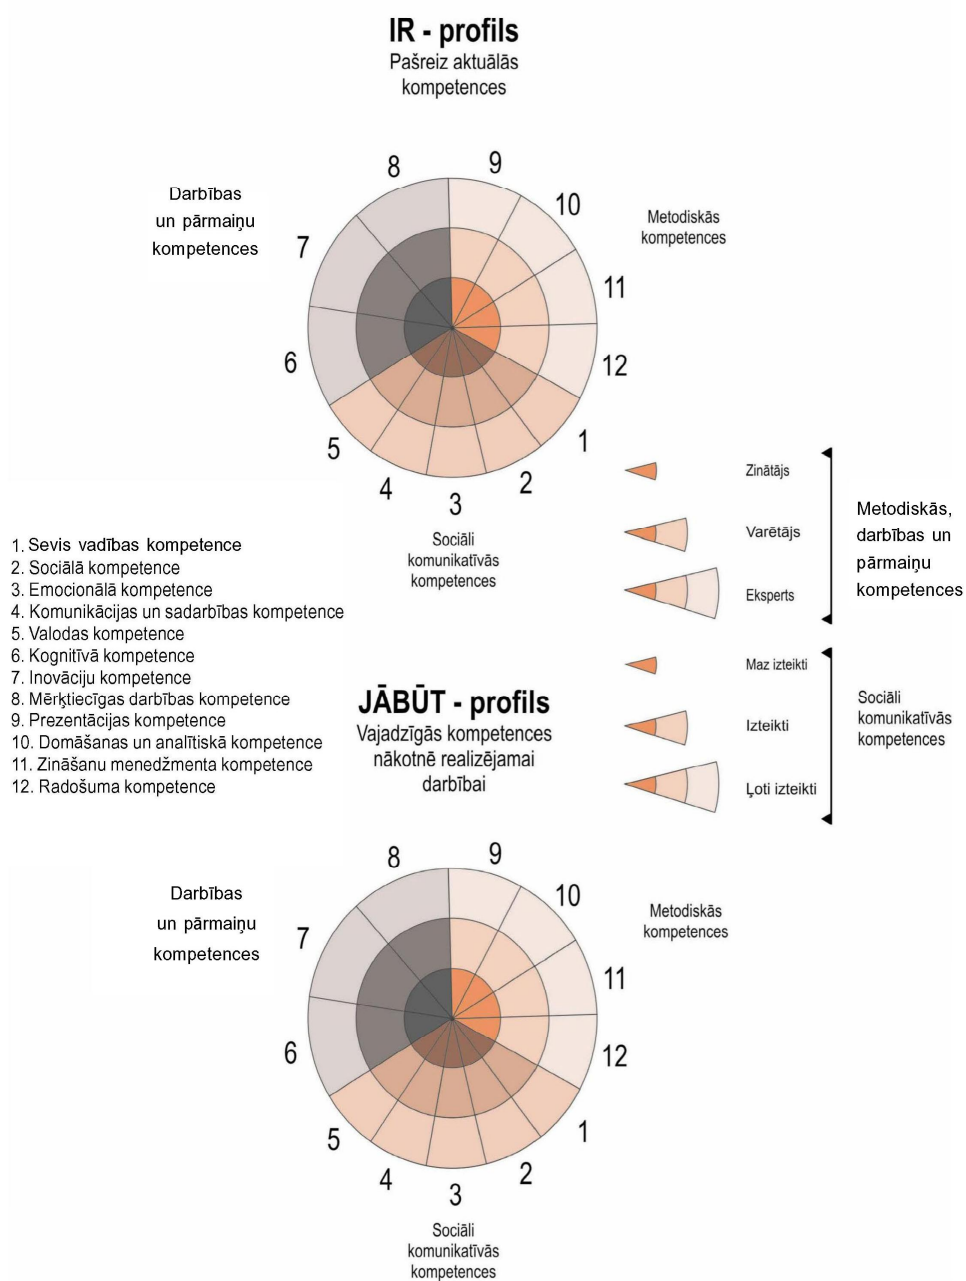 IR - profils
Pašreiz aktuālās
kompetences
8
9
10
11
12
1
2
3
4
5
6
7
Darbības
un pārmaiņu
kompetences
Metodiskās
kompetences
Sociāli
komunikatīvās
kompetences
Zinātājs
Varētājs
Eksperts
Metodiskās,
darbības un
pārmaiņu
kompetences
Maz izteikti
Izteikti
Ļoti izteikti
Sociāli
komunikatīvās
kompetences
1. Sevis vadības kompetence
2. Sociālā kompetence
3. Emocionālā kompetence
4. Komunikācijas un sadarbības kompetence
5. Valodas kompetence
6. Kognitīvā kompetence
7. Inovāciju kompetence
8. Mērķtiecīgas darbības kompetence
9. Prezentācijas kompetence
10. Domāšanas un analītiskā kompetence
11. Zināšanu menedžmenta kompetence
12. Radošuma kompetence
JĀBŪT - profils
Vajadzīgās kompetences
nākotnē realizējamai
darbībai
8
9
10
11
12
1
2
3
4
5
6
7
Darbības
un pārmaiņu
kompetences
Metodiskās
kompetences
Sociāli
komunikatīvās
kompetences